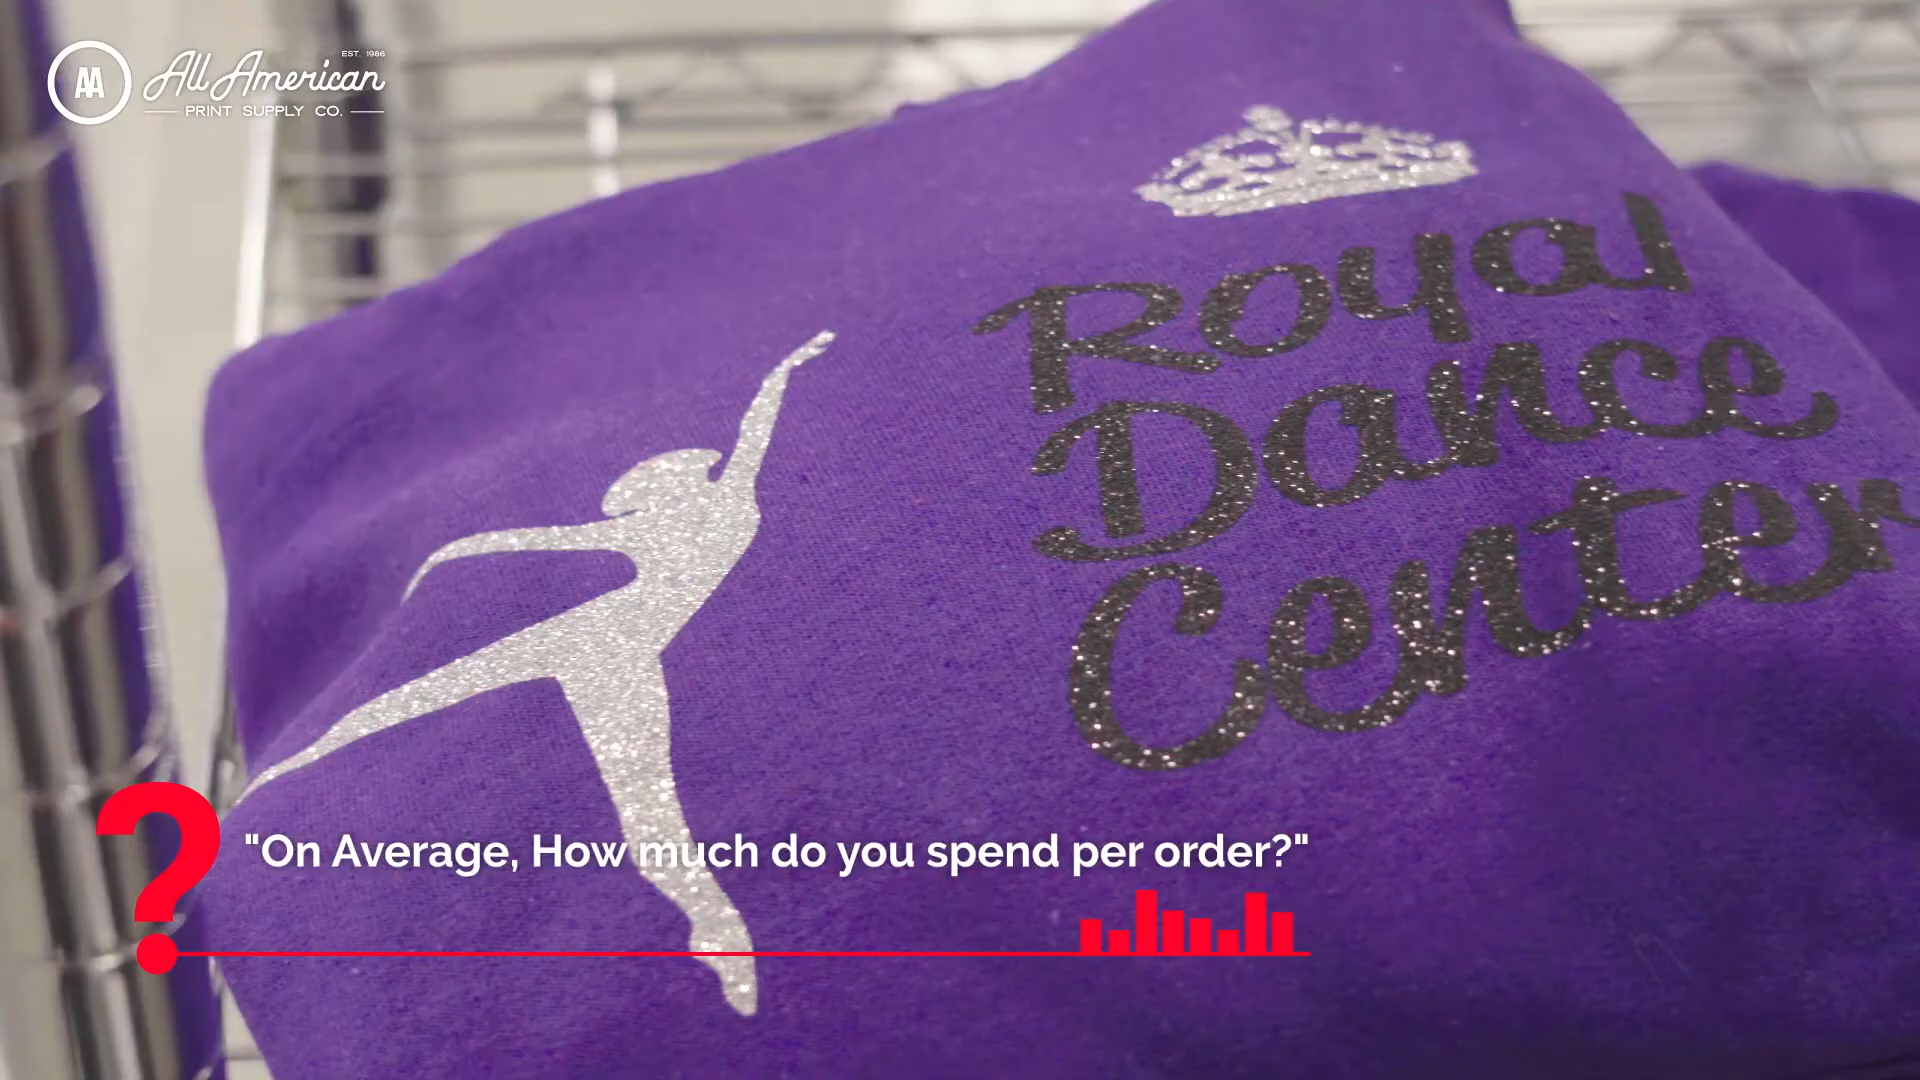 EST. 1986
AA
All American
PRINT SUPPLY CO.
Royal
Dance
Center
"On Average, How much do you spend per order?"